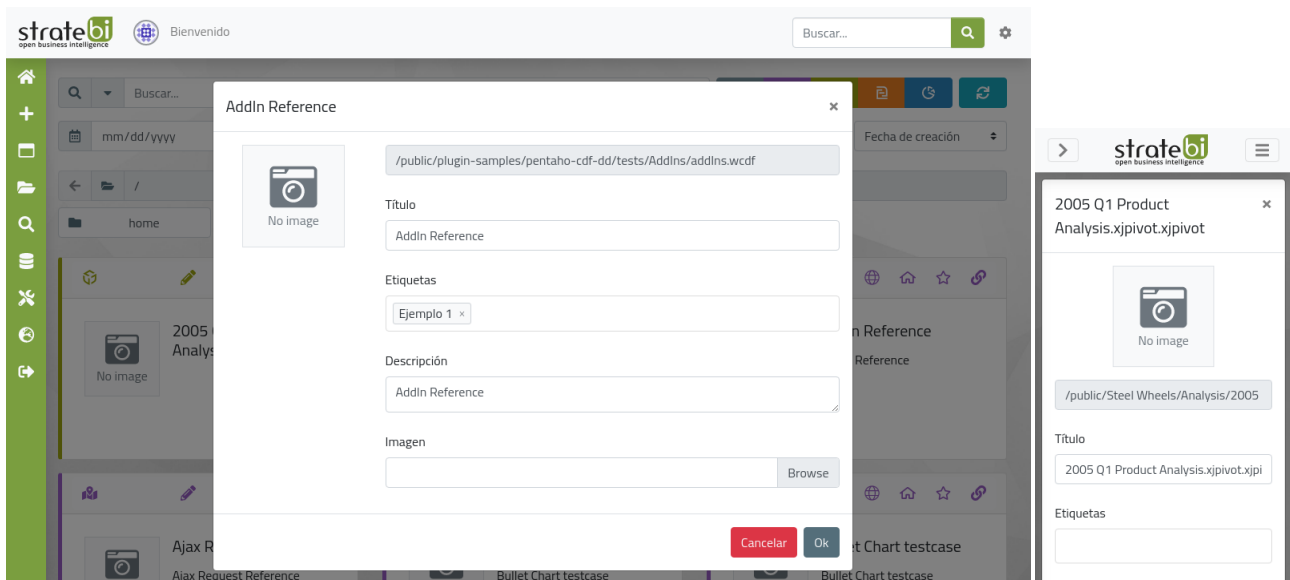 stratebi
open business intelligence
Bienvenido
Buscar...
Buscar...
mm/dd/yyyy
Fecha de creación
/
home
AddIn Reference
×
No image
/public/plugin-samples/pentaho-cdf-dd/tests/AddIns/addIns.wcdf
Título
AddIn Reference
Etiquetas
Ejemplo 1 ×
Descripción
AddIn Reference
Imagen
Browse
Cancelar
Ok
2005
Analys
No image
n Reference
Reference
Ajax R
Ajax Request Reference
Bullet Chart testcase
et Chart testcase
Bullet Chart testcase
stratebi
open business intelligence
2005 Q1 Product
Analysis.xjpivot.xjpivot
×
No image
/public/Steel Wheels/Analysis/2005
Título
2005 Q1 Product Analysis.xjpivot.xjpi
Etiquetas